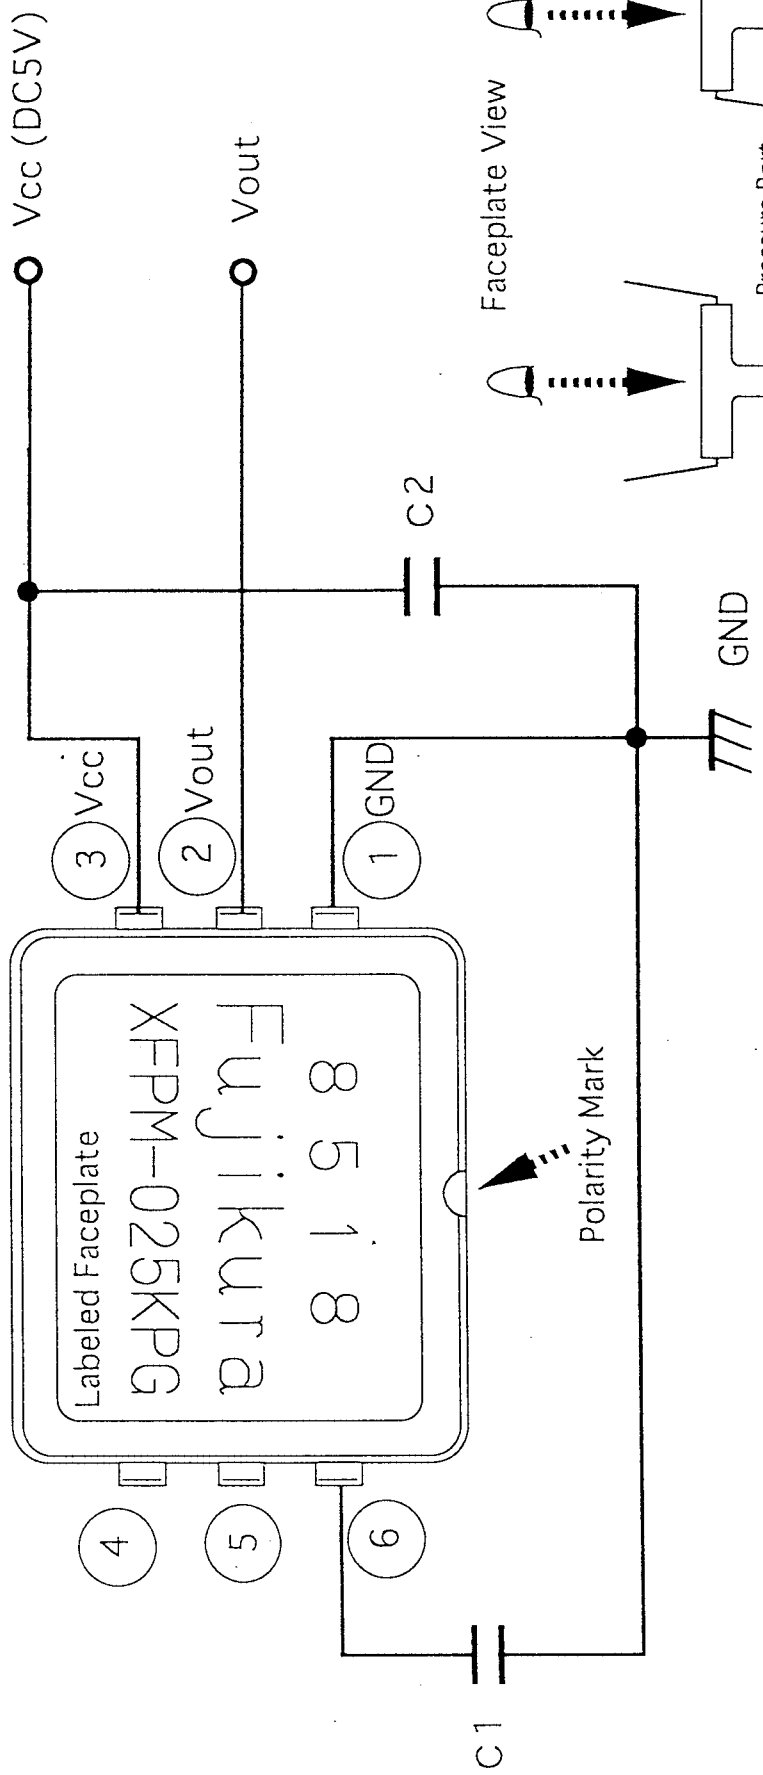 Vcc (DC5V)
Vout
Faceplate View
C2
GND
3
Vcc
2
Vout
1
GND
Labeled Faceplate
XFPM-025KPG
Fujikura
8518
Polarity Mark
4
5
6
C1